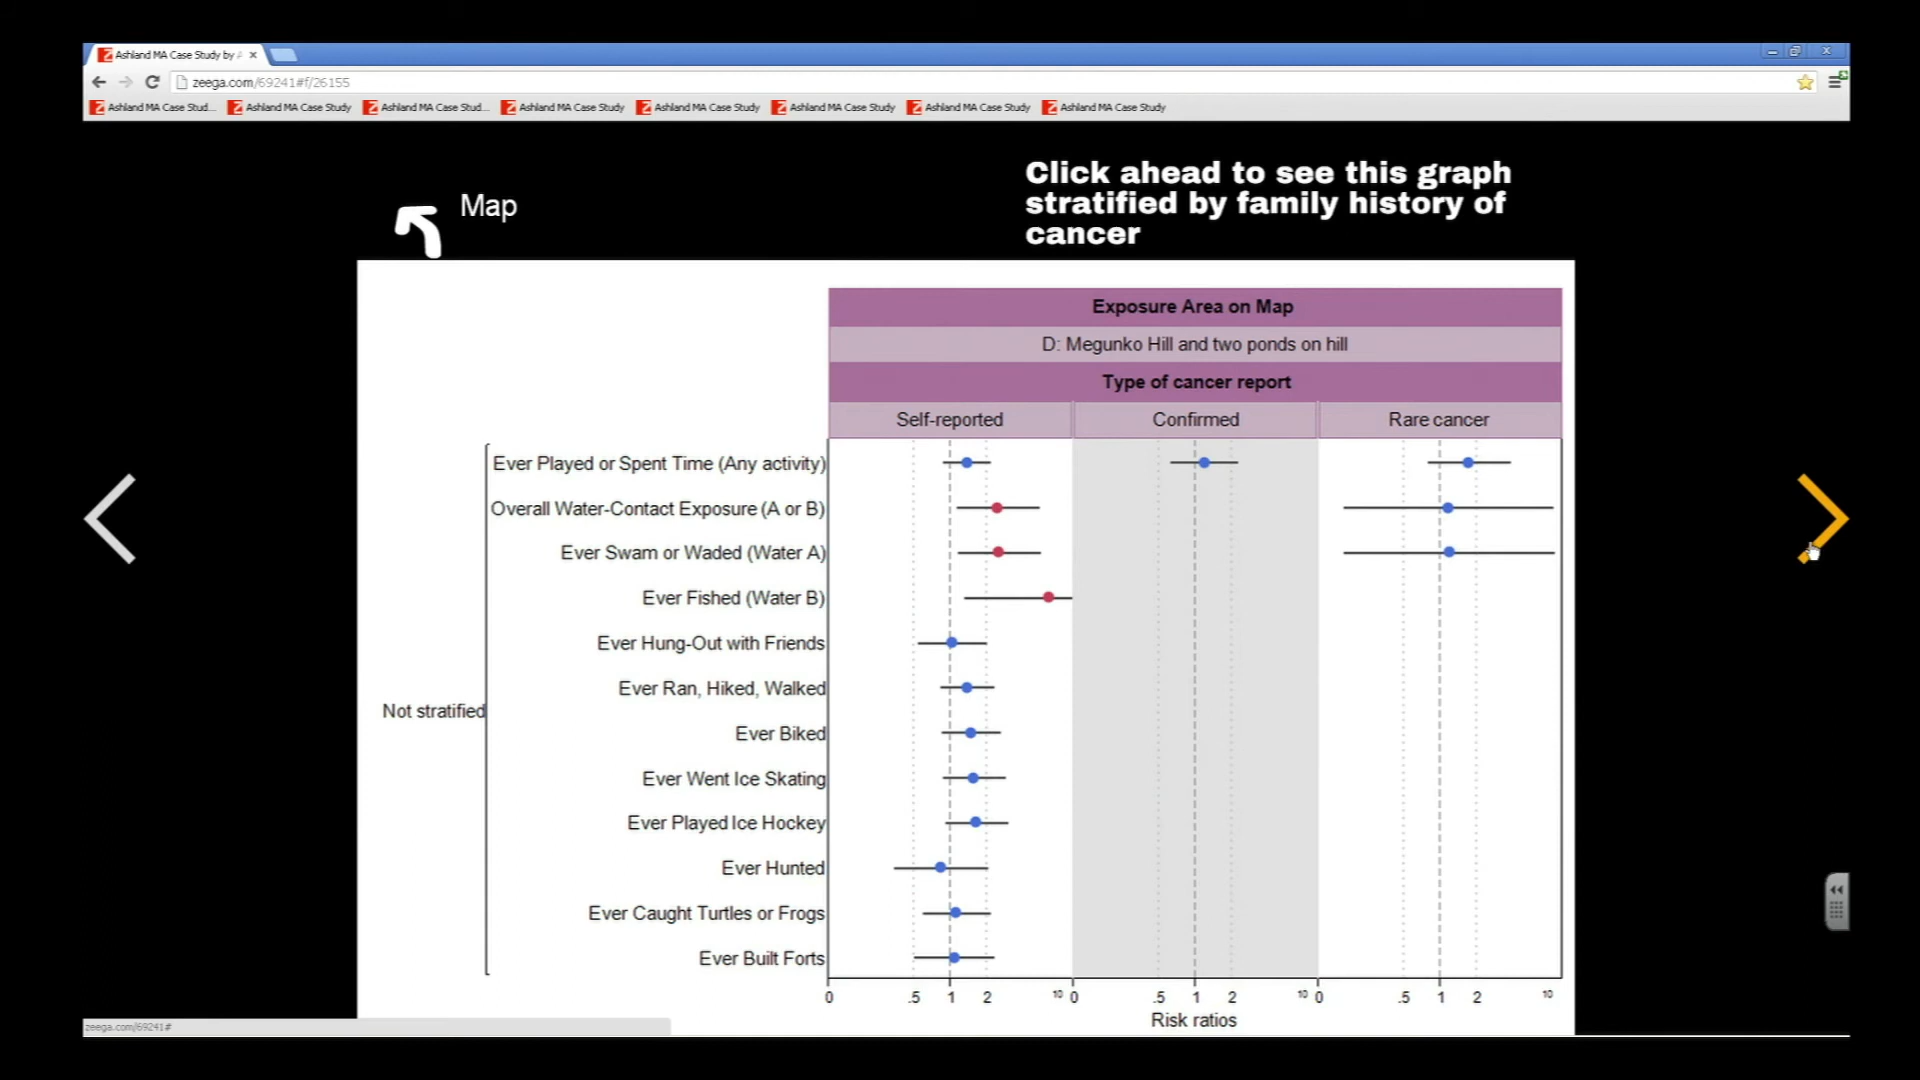 Ashland MA Case Study by A
zeega.com/69241#f/26155
Ashland MA Case Stud... Ashland MA Case Study Ashland MA Case Stud... Ashland MA Case Study Ashland MA Case Study Ashland MA Case Study Ashland MA Case Study Ashland MA Case Study
Map
Click ahead to see this graph
stratified by family history of
cancer
Exposure Area on Map
D: Megunko Hill and two ponds on hill
Type of cancer report
Self-reported Confirmed Rare cancer
Ever Played or Spent Time (Any activity)
Overall Water-Contact Exposure (A or B)
Ever Swam or Waded (Water A)
Ever Fished (Water B)
Ever Hung-Out with Friends
Ever Ran, Hiked, Walked
Not stratified
Ever Biked
Ever Went Ice Skating
Ever Played Ice Hockey
Ever Hunted
Ever Caught Turtles or Frogs
Ever Built Forts
0 .5 1 2 10 0 .5 1 2 10 0 .5 1 2 10
Risk ratios
zeega.com/69241#